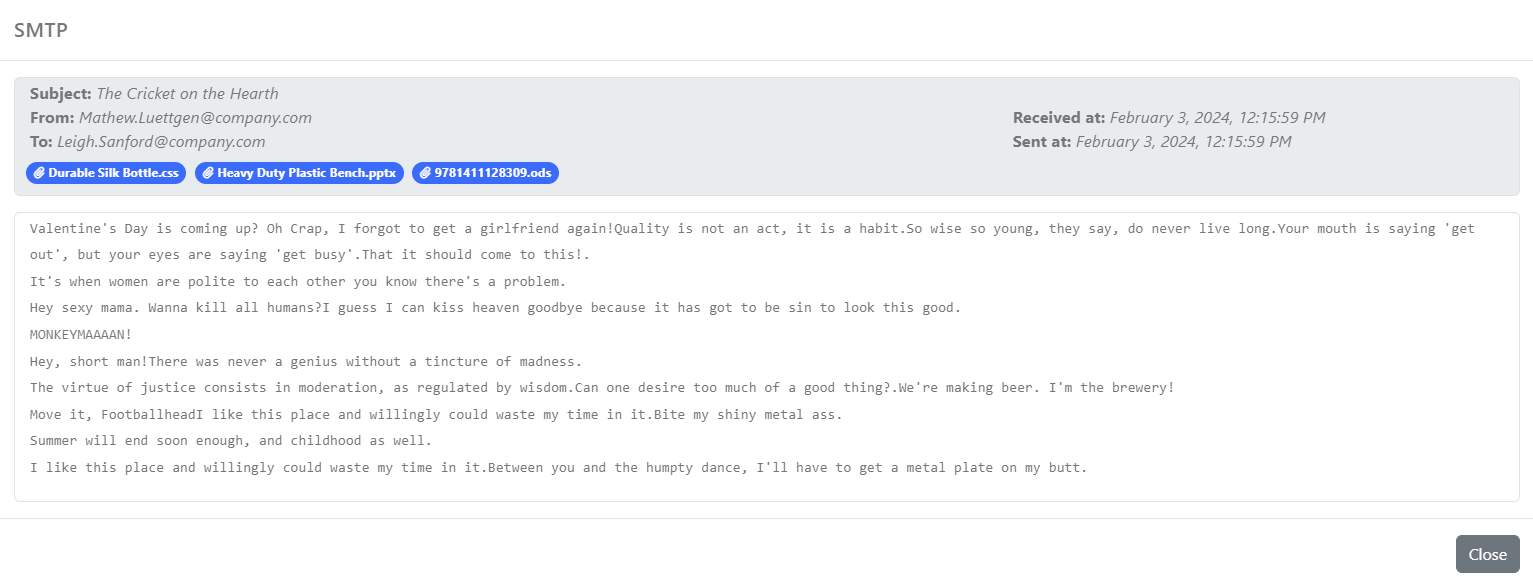 SMTP
Subject: The Cricket on the Hearth
From: Mathew.Luettgen@company.com
Received at: February 3, 2024, 12:15:59 PM
To: Leigh.Sanford@company.com
Sent at: February 3, 2024, 12:15:59 PM
Durable Silk Bottle.css
Heavy Duty Plastic Bench.pptx
9781411128309.ods
Valentine's Day is coming up? Oh Crap, I forgot to get a girlfriend again!Quality is not an act, it is a habit.So wise so young, they say, do never live long.Your mouth is saying 'get
out', but your eyes are saying 'get busy'.That it should come to this!.
It's when women are polite to each other you know there's a problem.
Hey sexy mama. Wanna kill all humans?I guess I can kiss heaven goodbye because it has got to be sin to look this good.
MONKEYMAAAAN!
Hey, short man!There was never a genius without a tincture of madness.
The virtue of justice consists in moderation, as regulated by wisdom.Can one desire too much of a good thing?.We're making beer. I'm the brewery!
Move it, FootballheadI like this place and willingly could waste my time in it.Bite my shiny metal ass.
Summer will end soon enough, and childhood as well.
I like this place and willingly could waste my time in it.Between you and the humpty dance, I'll have to get a metal plate on my butt.
Close